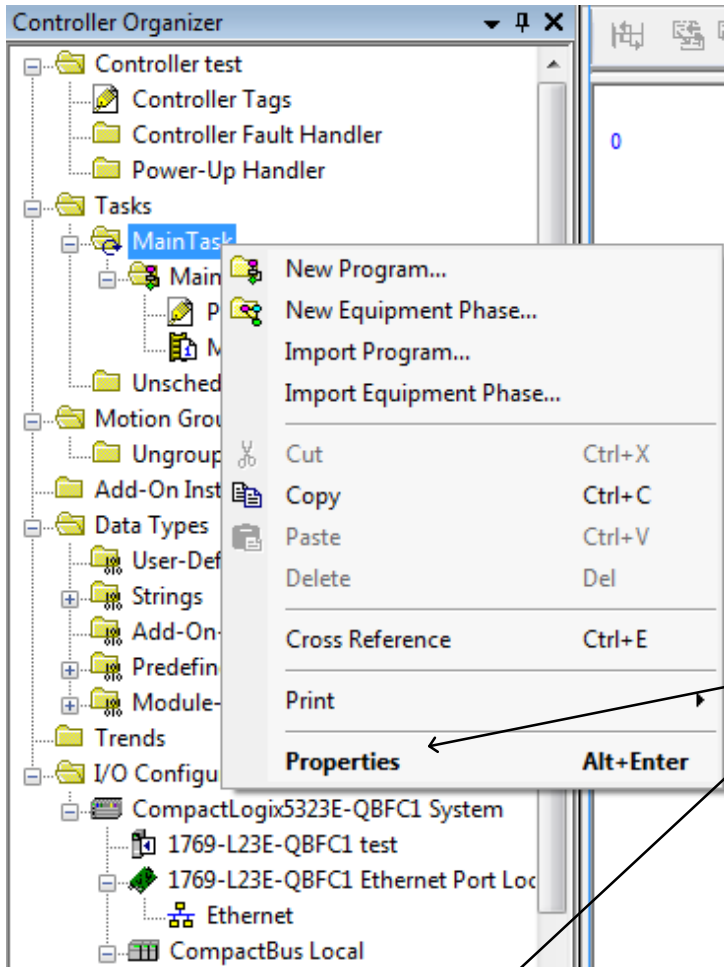 Controller Organizer
Controller test
Controller Tags
Controller Fault Handler
Power-Up Handler
0
Tasks
MainTask
Main
P
M
Unsched
Motion Grou
Ungroup
Add-On Inst
Data Types
User-Def
Strings
Add-On-
Predefin
Module-
Trends
I/O Configu
New Program...
New Equipment Phase...
Import Program...
Import Equipment Phase...
Cut Ctrl+X
Copy Ctrl+C
Paste Ctrl+V
Delete Del
Cross Reference Ctrl+E
Print
Properties Alt+Enter
CompactLogix5323E-QBFC1 System
1769-L23E-QBFC1 test
1769-L23E-QBFC1 Ethernet Port Loc
Ethernet
CompactBus Local